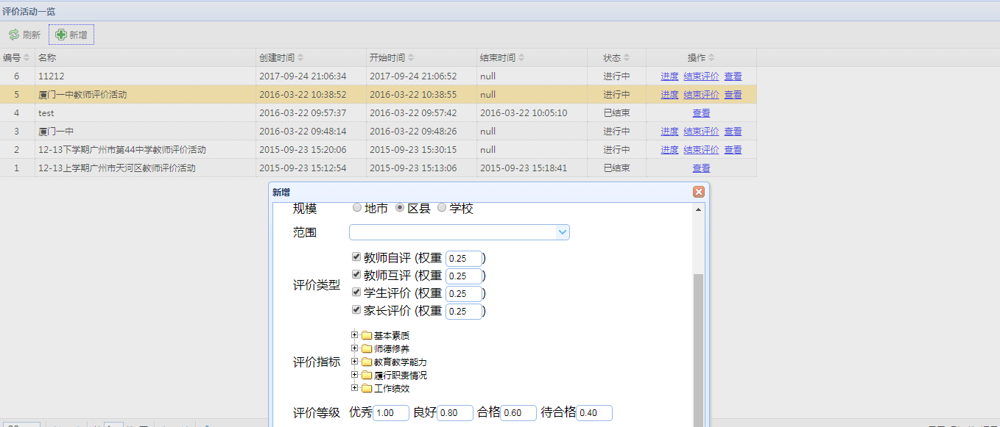 评价活动一览
刷新 新增
编号 名称 创建时间 开始时间 结束时间 状态 操作
6 11212 2017-09-24 21:06:34 2017-09-24 21:06:52 null 进行中 进度 结束评价 查看
5 厦门一中教师评价活动 2016-03-22 10:38:52 2016-03-22 10:38:55 null 进行中 进度 结束评价 查看
4 test 2016-03-22 09:57:37 2016-03-22 09:57:42 2016-03-22 10:05:10 已结束 查看
3 厦门一中 2016-03-22 09:48:14 2016-03-22 09:48:26 null 进行中 进度 结束评价 查看
2 12-13下学期广州市第44中学教师评价活动 2015-09-23 15:20:06 2015-09-23 15:30:15 null 进行中 进度 结束评价 查看
1 12-13上学期广州市天河区教师评价活动 2015-09-23 15:12:54 2015-09-23 15:13:06 2015-09-23 15:18:41 已结束 查看
新增
规模 地市 区县 学校
范围
评价类型
教师自评 (权重 0.25)
教师互评 (权重 0.25)
学生评价 (权重 0.25)
家长评价 (权重 0.25)
评价指标
基本素质
师德修养
教育教学能力
履行职责情况
工作绩效
评价等级 优秀 1.00 良好 0.80 合格 0.60 待合格 0.40